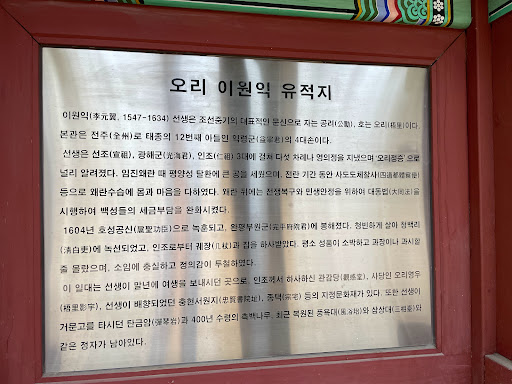 오리 이원익 유적지
이원익(李元翼, 1547-1634) 선생은 조선중기의 대표적인 문신으로 자는 공려(公勵), 호는 오리(梧里)이다.
본관은 전주(全州)로 태종의 12번째 아들인 익령군(益寧君)의 4대손이다.
선생은 선조(宣祖), 광해군(光海君), 인조(仁祖) 3대에 걸쳐 다섯 차례나 영의정을 지냈으며 '오리정승'으로
널리 알려졌다. 임진왜란 때 평양성 탈환에 큰 공을 세웠으며, 전란 기간 동안 사도도체찰사(四道都體察使)
등으로 왜란수습에 몸과 마음을 다하였다. 왜란 뒤에는 전쟁복구와 민생안정을 위하여 대동법(大同法)을
시행하여 백성들의 세금부담을 완화시켰다.
1604년 호성공신(扈聖功臣)으로 녹훈되고, 완평부원군(完平府院君)에 봉해졌다. 청빈하게 살아 청백리
(淸白吏)에 녹선되었고, 인조로부터 궤장(几杖)과 집을 하사받았다. 평소 성품이 소박하고 과장이나 과시할
줄 몰랐으며, 소임에 충실하고 정의감이 투철하였다.
이 일대는 선생이 말년에 여생을 보내시던 곳으로, 인조께서 하사하신 관감당(觀感堂), 사당인 오리영우
(梧里影宇), 선생이 배향되었던 충현서원지(忠賢書院址), 종택(宗宅) 등의 지정문화재가 있다. 또한 선생이
거문고를 타시던 탄금암(彈琴岩)과 400년 수령의 측백나무, 최근 복원된 풍욕대(風浴坮)와 삼상대(三相臺)와
같은 정자가 남아있다.